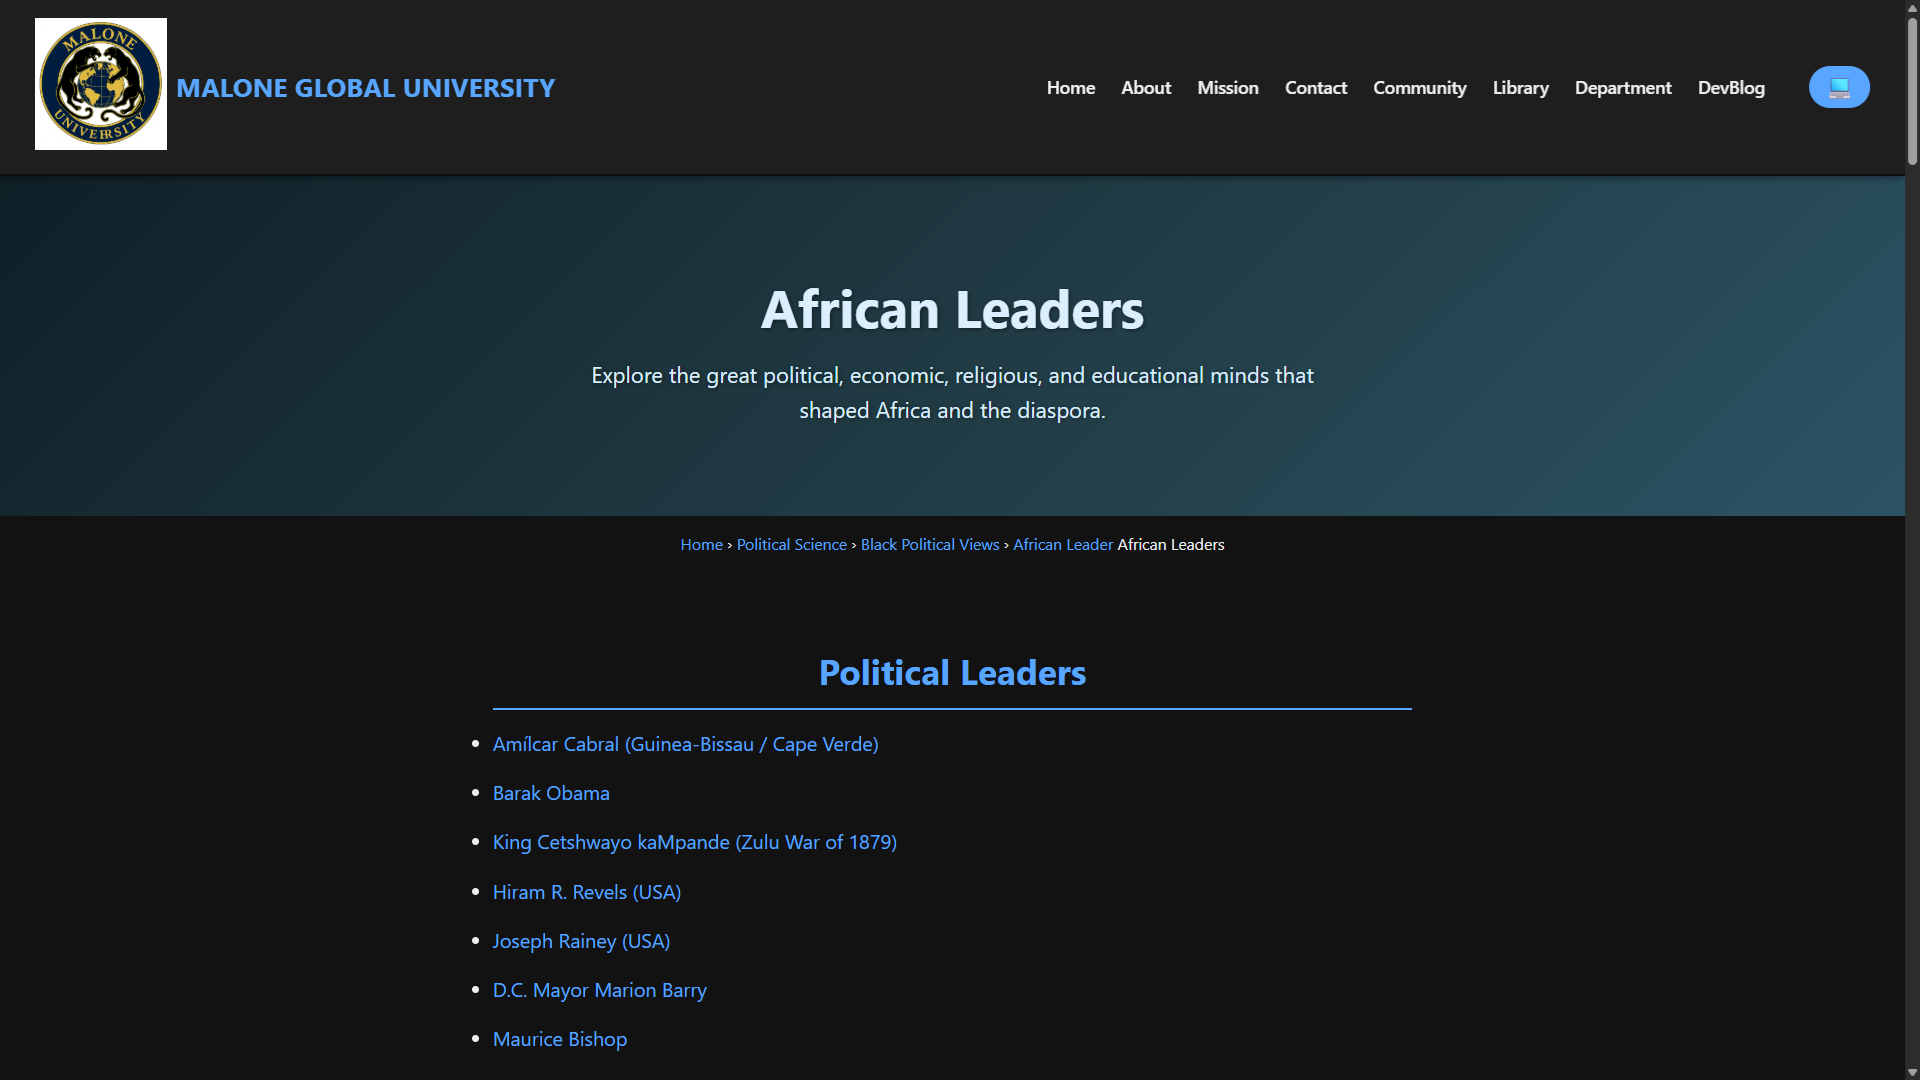 MALONE
UNIVEHRSITY
MALONE GLOBAL UNIVERSITY
Home
About
Mission
Contact
Community
Library
Department
DevBlog
African Leaders
Explore the great political, economic, religious, and educational minds that
shaped Africa and the diaspora.
Home › Political Science › Black Political Views › African Leader African Leaders
Political Leaders
Amílcar Cabral (Guinea-Bissau / Cape Verde)
Barak Obama
King Cetshwayo kaMpande (Zulu War of 1879)
Hiram R. Revels (USA)
Joseph Rainey (USA)
D.C. Mayor Marion Barry
Maurice Bishop